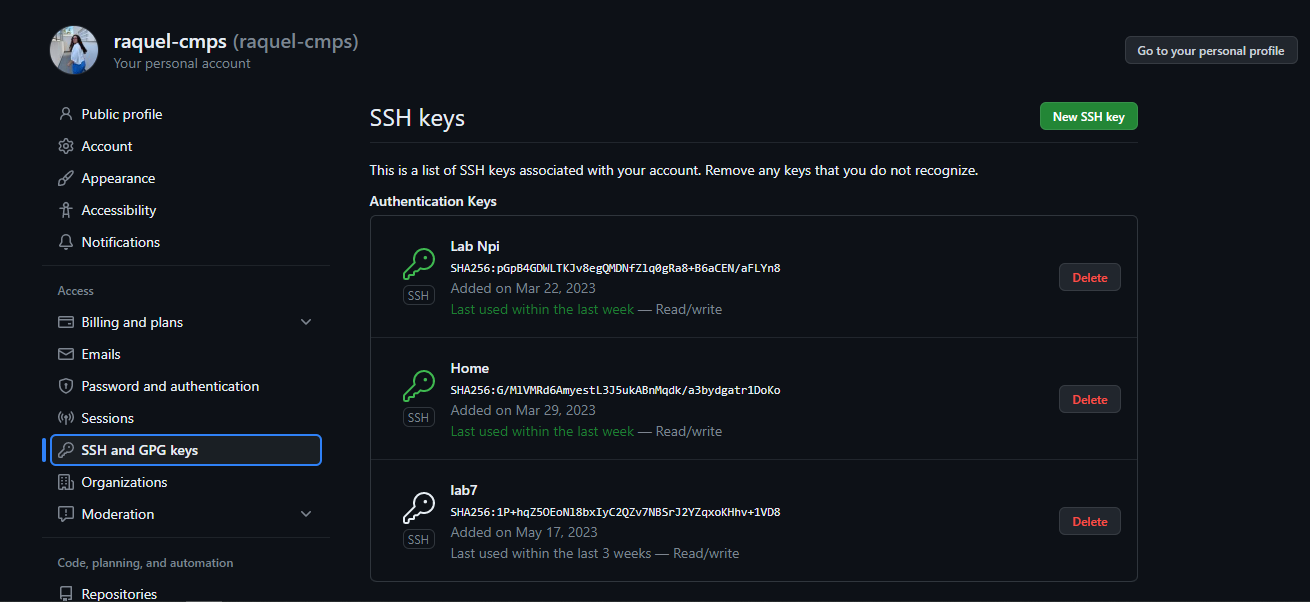 raquel-cmps (raquel-cmps)
Your personal account
Go to your personal profile
Public profile
Account
Appearance
Accessibility
Notifications
Access
Billing and plans
Emails
Password and authentication
Sessions
SSH and GPG keys
Organizations
Moderation
Code, planning, and automation
Repositories
SSH keys
New SSH key
This is a list of SSH keys associated with your account. Remove any keys that you do not recognize.
Authentication Keys
Lab Npi
SHA256:pGpB4GDWLTKJv8egQMDNfZlq0gRa8+B6aCEN/aFLYn8
SSH
Added on Mar 22, 2023
Last used within the last week — Read/write
Delete
Home
SHA256:G/MlVMRd6AmyestL3J5ukABnMqdk/a3bydgatr1DoKo
SSH
Added on Mar 29, 2023
Last used within the last week — Read/write
Delete
lab7
SHA256:1P+hqZ5OEoNl8bxIyC2QZv7NBSrJ2YZqxoKHhv+1VD8
SSH
Added on May 17, 2023
Last used within the last 3 weeks — Read/write
Delete